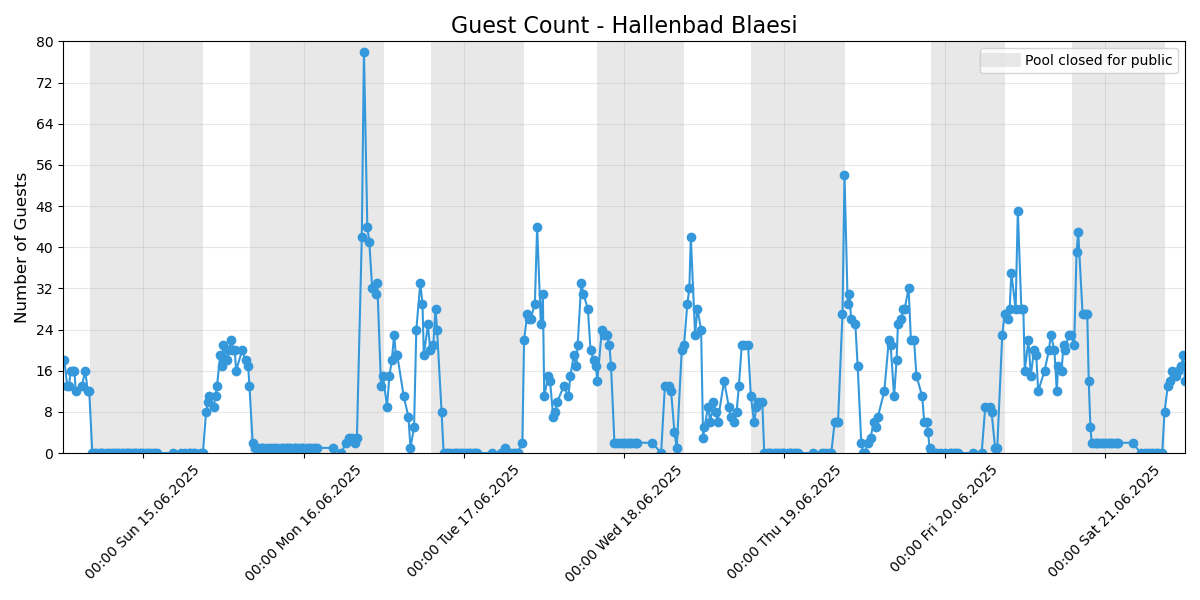 Guest Count - Hallenbad Blaesi
Pool closed for public
Number of Guests
80
72
64
56
48
40
32
24
16
8
0
00:00 Sun 15.06.2025
00:00 Mon 16.06.2025
00:00 Tue 17.06.2025
00:00 Wed 18.06.2025
00:00 Thu 19.06.2025
00:00 Fri 20.06.2025
00:00 Sat 21.06.2025